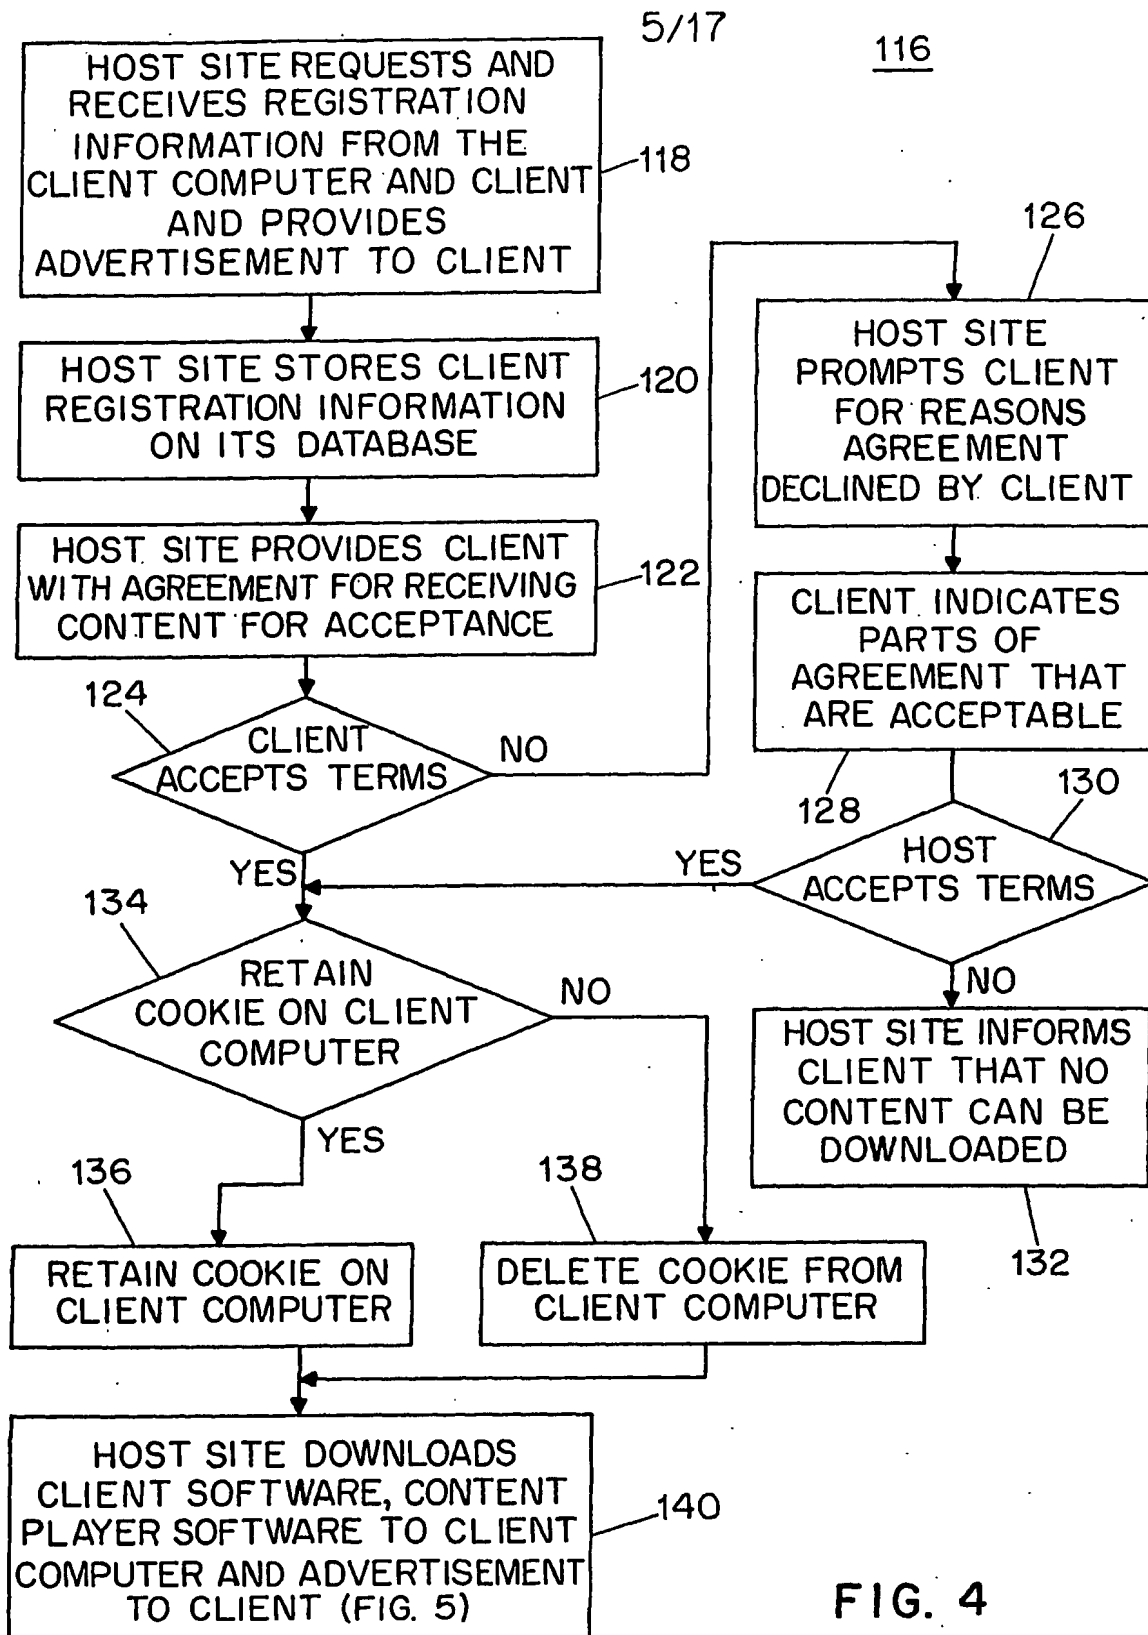 5/17
116
HOST SITE REQUESTS AND
RECEIVES REGISTRATION
INFORMATION FROM THE
CLIENT COMPUTER AND CLIENT
AND PROVIDES
ADVERTISEMENT TO CLIENT
118
HOST SITE STORES CLIENT
REGISTRATION INFORMATION
ON ITS DATABASE
120
HOST SITE PROVIDES CLIENT
WITH AGREEMENT FOR RECEIVING
CONTENT FOR ACCEPTANCE
122
124
CLIENT
ACCEPTS TERMS
NO
YES
126
HOST SITE
PROMPTS CLIENT
FOR REASONS
AGREEMENT
DECLINED BY CLIENT
CLIENT INDICATES
PARTS OF
AGREEMENT THAT
ARE ACCEPTABLE
128
130
HOST
ACCEPTS TERMS
YES
NO
HOST SITE INFORMS
CLIENT THAT NO
CONTENT CAN BE
DOWNLOADED
132
134
RETAIN
COOKIE ON CLIENT
COMPUTER
NO
YES
136
RETAIN COOKIE ON
CLIENT COMPUTER
138
DELETE COOKIE FROM
CLIENT COMPUTER
HOST SITE DOWNLOADS
CLIENT SOFTWARE, CONTENT
PLAYER SOFTWARE TO CLIENT
COMPUTER AND ADVERTISEMENT
TO CLIENT (FIG. 5)
140
FIG. 4